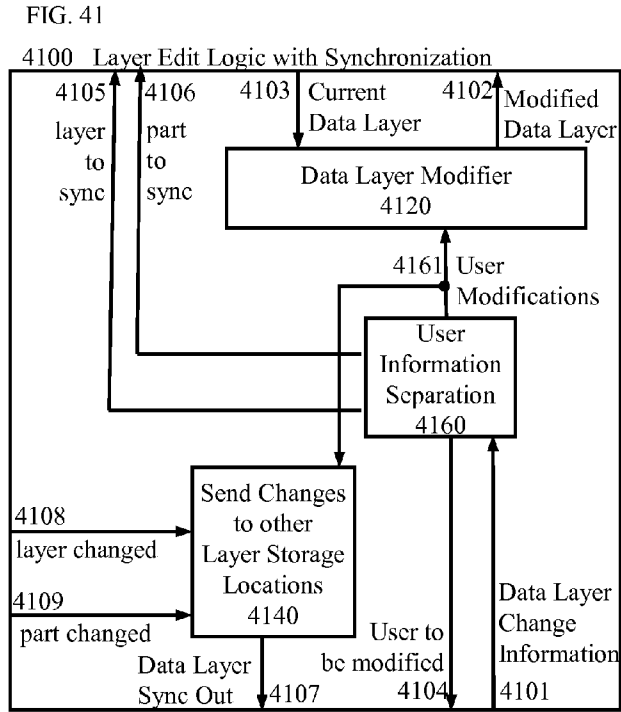 FIG. 41
4100 Layer Edit Logic with Synchronization
4105
layer
to
sync
4106
part
to
sync
4103
Current
Data Layer
4102
Modified
Data Layer
Data Layer Modifier
4120
4161
User
Modifications
User
Information
Separation
4160
4108
layer changed
4109
part changed
Send Changes
to other
Layer Storage
Locations
4140
Data Layer
Sync Out
4107
User to
be modified
4104
Data Layer
Change
Information
4101